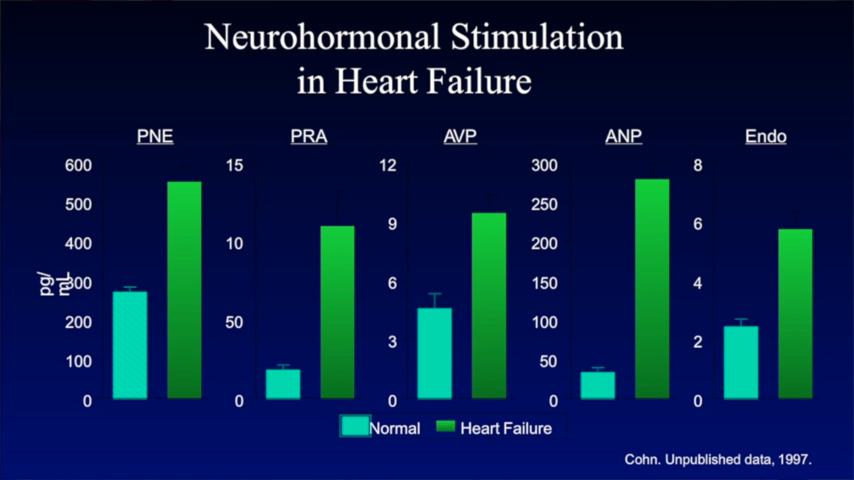 Neurohormonal Stimulation
in Heart Failure
PNE PRA AVP ANP Endo
600 15 12 300 8
500 250
9 6
400 10 200
pg/
mL
300 6 150 4
200 50 100
3 2
100 50
0 0 0 0 0
Normal Heart Failure
Cohn. Unpublished data, 1997.